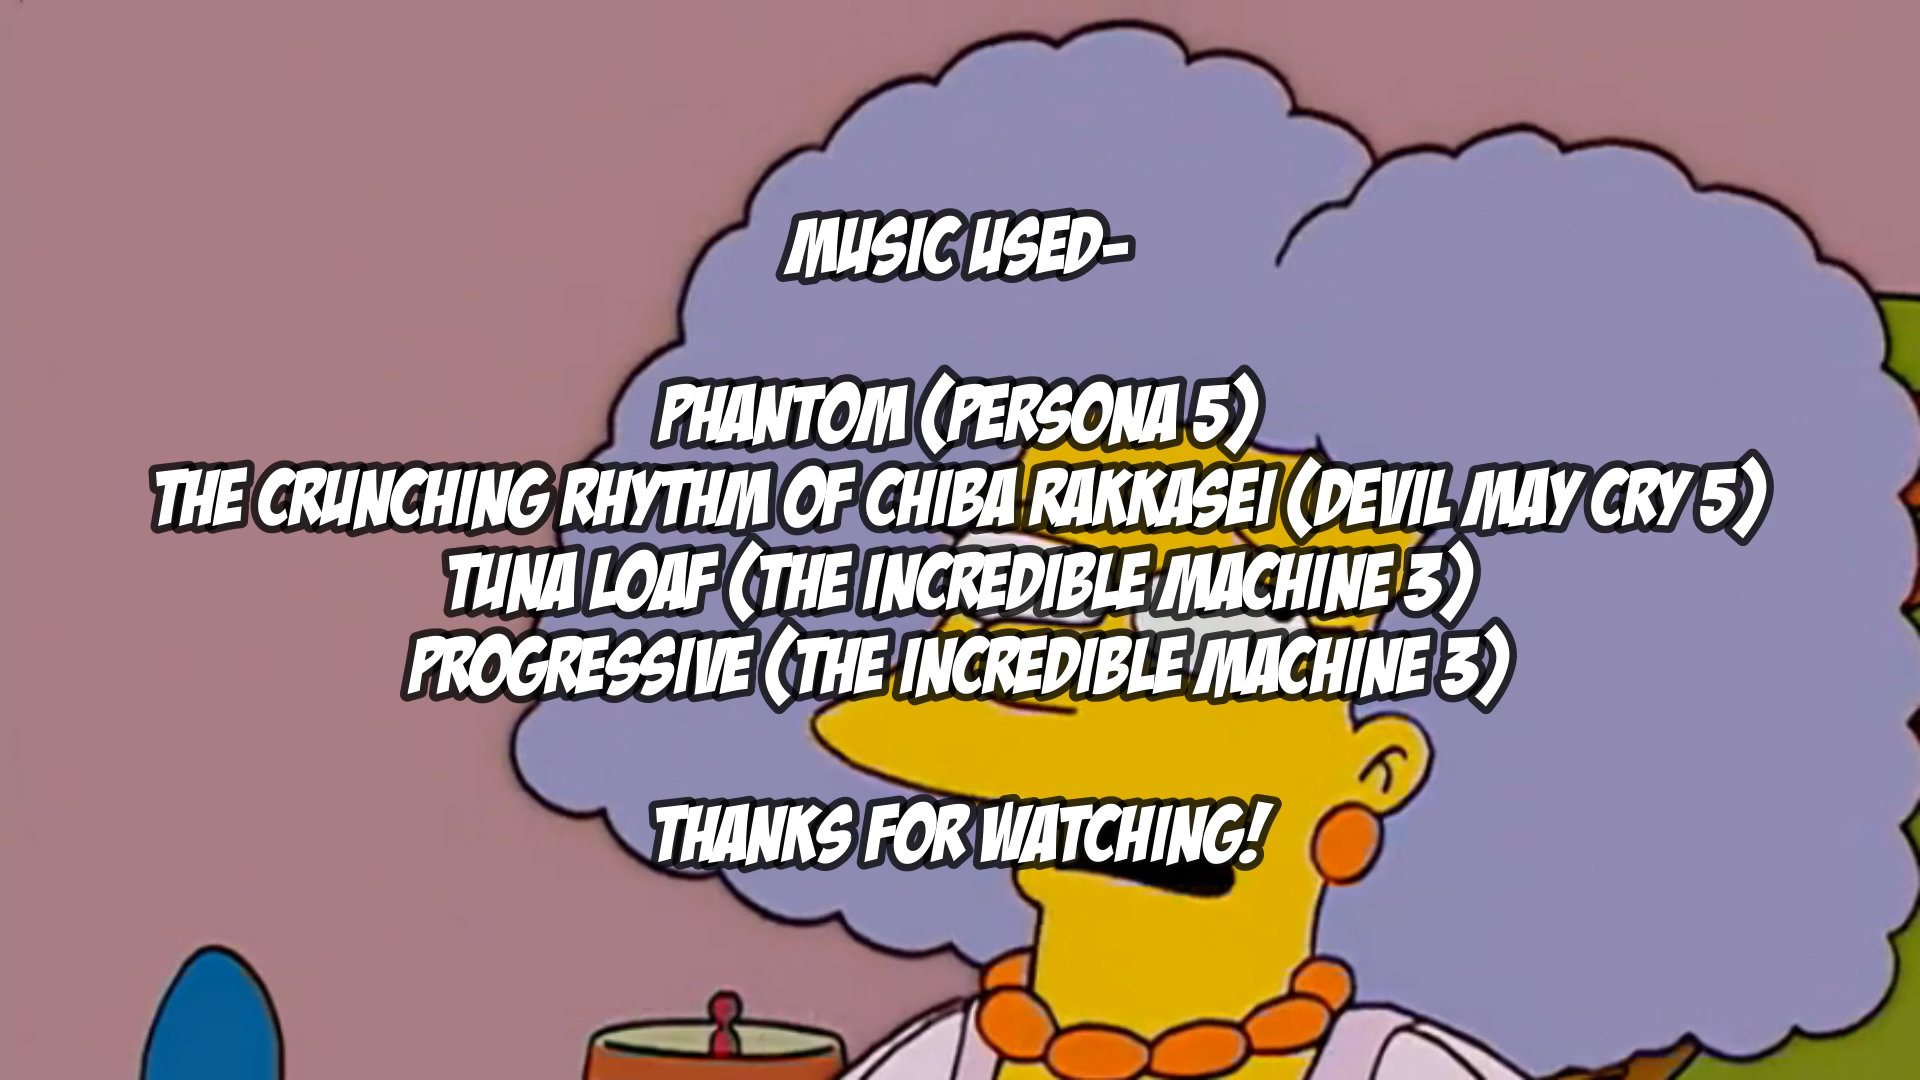 MUSIC USED-
PHANTOM (PERSONA 5)
THE CRUNCHING RHYTHM OF CHIBA RAKKASEI (DEVIL MAY CRY 5)
TUNA LOAF (THE INCREDIBLE MACHINE 3)
PROGRESSIVE (THE INCREDIBLE MACHINE 3)
THANKS FOR WATCHING!